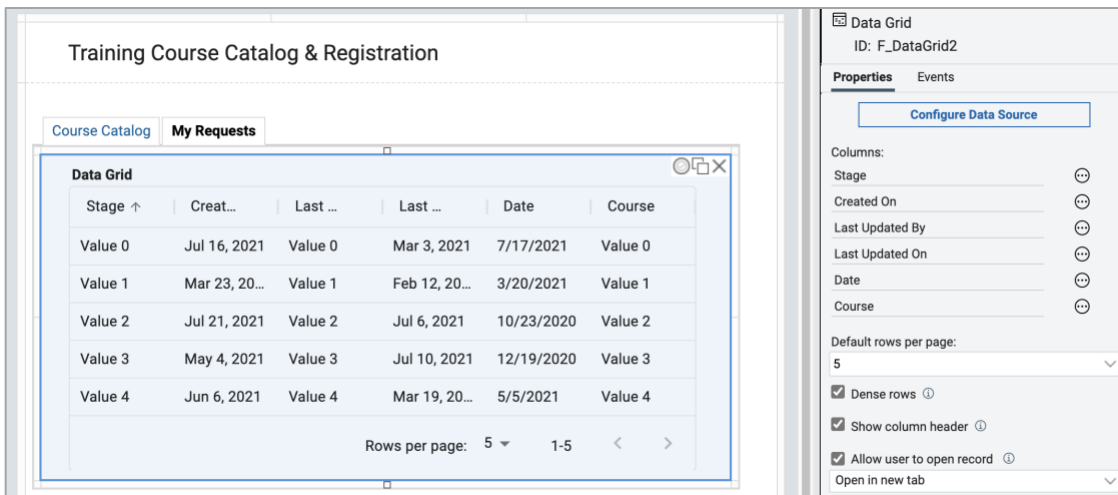 Training Course Catalog & Registration
Course Catalog My Requests
Data Grid
Stage ↑ Creat... Last ... Last ... Date Course
Value 0 Jul 16, 2021 Value 0 Mar 3, 2021 7/17/2021 Value 0
Value 1 Mar 23, 20... Value 1 Feb 12, 20... 3/20/2021 Value 1
Value 2 Jul 21, 2021 Value 2 Jul 6, 2021 10/23/2020 Value 2
Value 3 May 4, 2021 Value 3 Jul 10, 2021 12/19/2020 Value 3
Value 4 Jun 6, 2021 Value 4 Mar 19, 20... 5/5/2021 Value 4
Rows per page: 5 1-5
Data Grid
ID: F_DataGrid2
Properties Events
Configure Data Source
Columns:
Stage
Created On
Last Updated By
Last Updated On
Date
Course
Default rows per page:
5
Dense rows
Show column header
Allow user to open record
Open in new tab